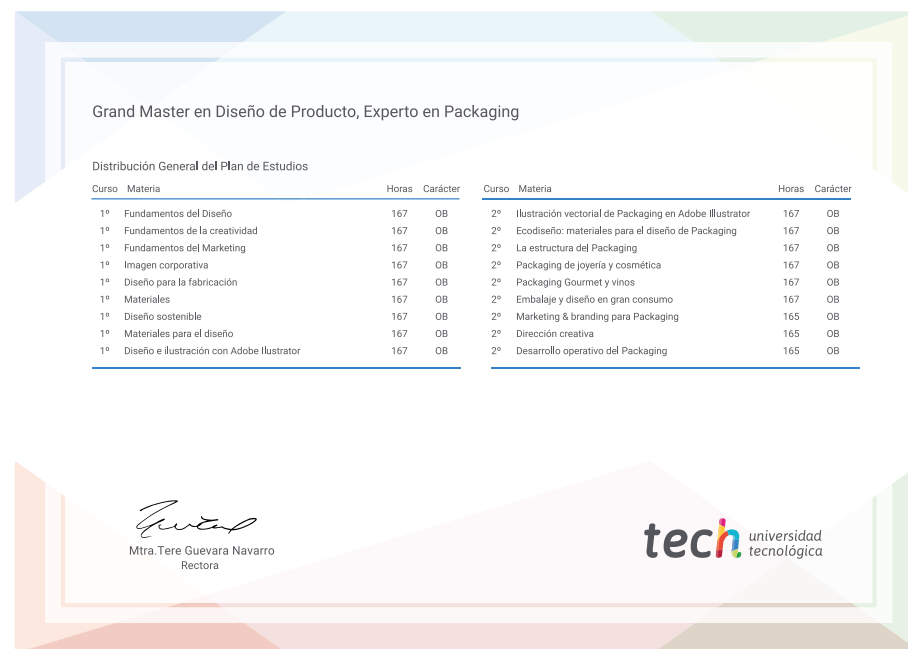 Grand Master en Diseño de Producto, Experto en Packaging
Distribución General del Plan de Estudios
Curso Materia Horas Carácter
1º Fundamentos del Diseño 167 OB
1º Fundamentos de la creatividad 167 OB
1º Fundamentos del Marketing 167 OB
1º Imagen corporativa 167 OB
1º Diseño para la fabricación 167 OB
1º Materiales 167 OB
1º Diseño sostenible 167 OB
1º Materiales para el diseño 167 OB
1º Diseño e ilustración con Adobe Ilustrator 167 OB
Curso Materia Horas Carácter
2º Ilustración vectorial de Packaging en Adobe Illustrator 167 OB
2º Ecodiseño: materiales para el diseño de Packaging 167 OB
2º La estructura del Packaging 167 OB
2º Packaging de joyería y cosmética 167 OB
2º Packaging Gourmet y vinos 167 OB
2º Embalaje y diseño en gran consumo 167 OB
2º Marketing & branding para Packaging 165 OB
2º Dirección creativa 165 OB
2º Desarrollo operativo del Packaging 165 OB
Mtra.Tere Guevara Navarro
Rectora
tech universidad
tecnológica